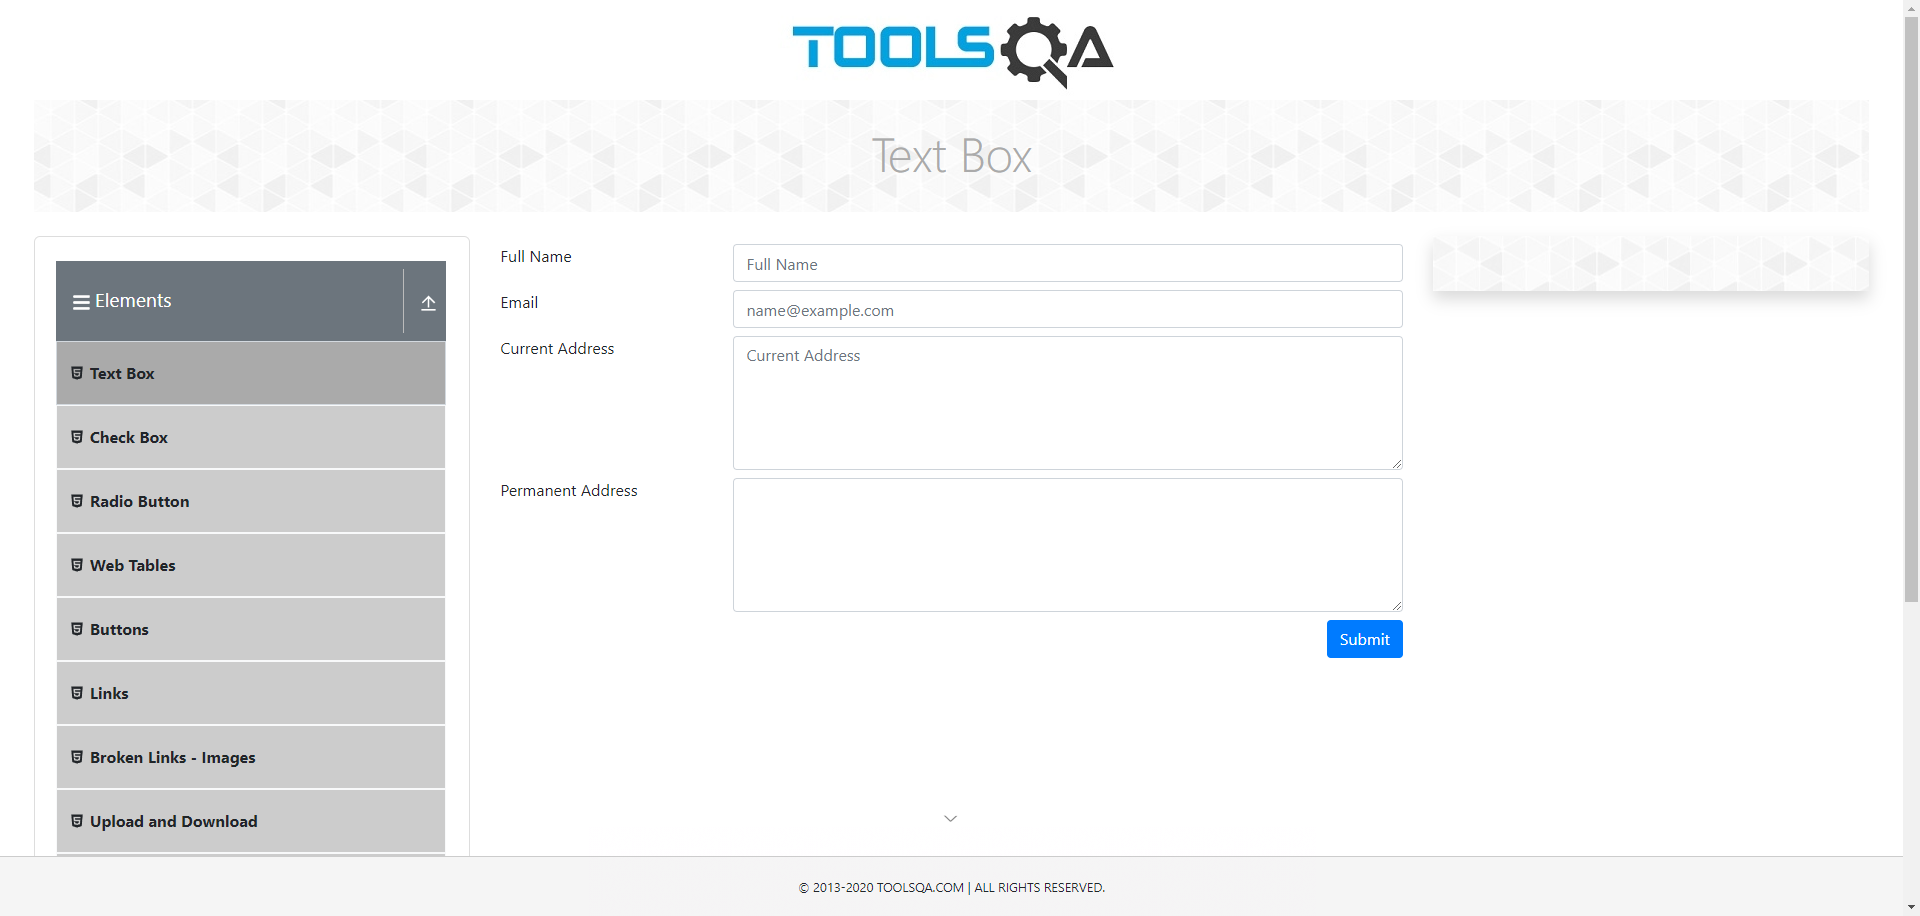 TOOLSQA
Text Box
Elements
Text Box
Check Box
Radio Button
Web Tables
Buttons
Links
Broken Links - Images
Upload and Download
Full Name
Full Name
Email
name@example.com
Current Address
Current Address
Permanent Address
Submit
© 2013-2020 TOOLSQA.COM | ALL RIGHTS RESERVED.